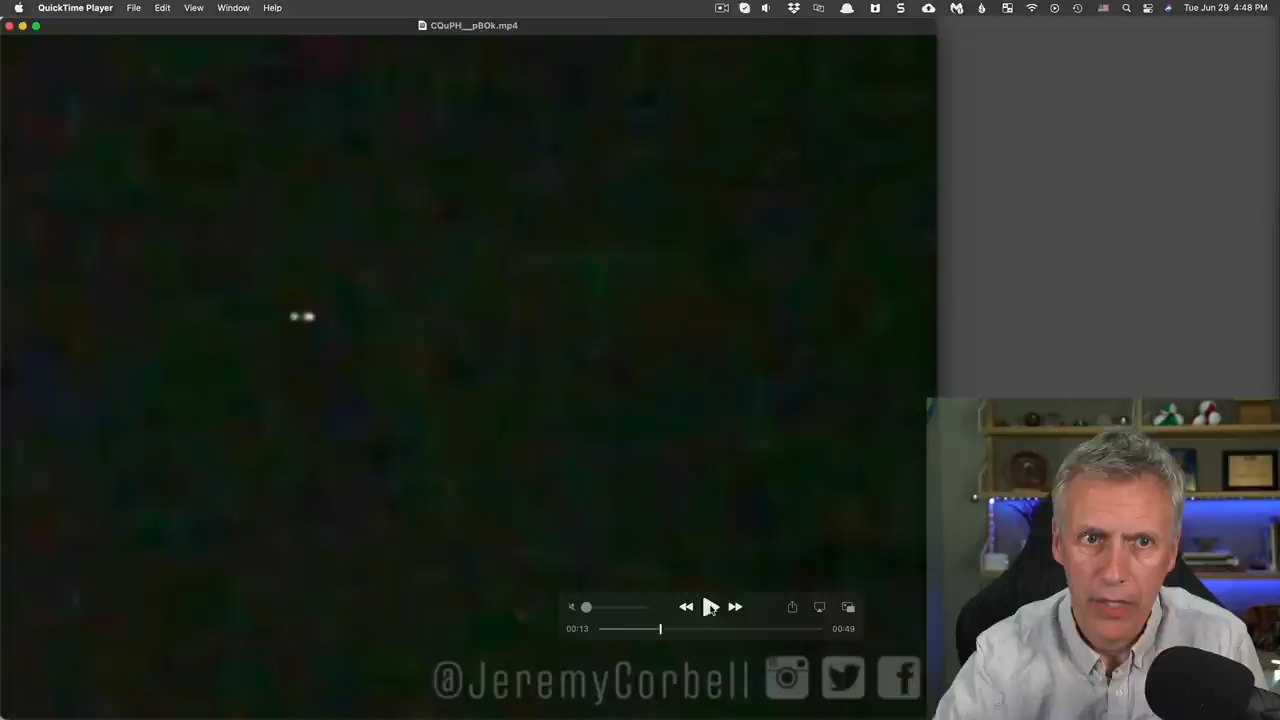 QuickTime Player File Edit View Window Help
Tue Jun 29 4:48 PM
CQuPH__pBOk.mp4
00:13
00:49
@JeremyCorbell